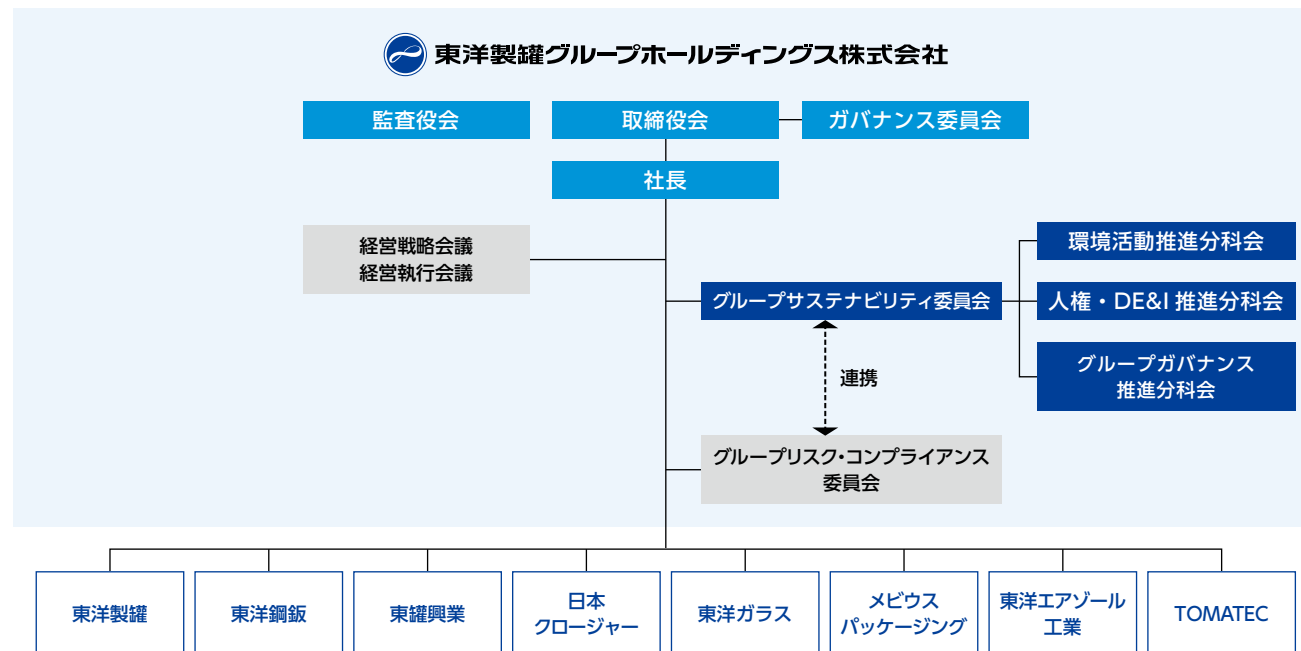 東洋製罐グループホールディングス株式会社
監査役会
取締役会
ガバナンス委員会
社長
経営戦略会議
経営執行会議
環境活動推進分科会
グループサステナビリティ委員会
人権・DE&I 推進分科会
グループガバナンス
推進分科会
連携
グループリスク・コンプライアンス
委員会
東洋製罐
東洋鋼鈑
東罐興業
日本
クロージャー
東洋ガラス
メビウス
パッケージング
東洋エアゾール
工業
TOMATEC